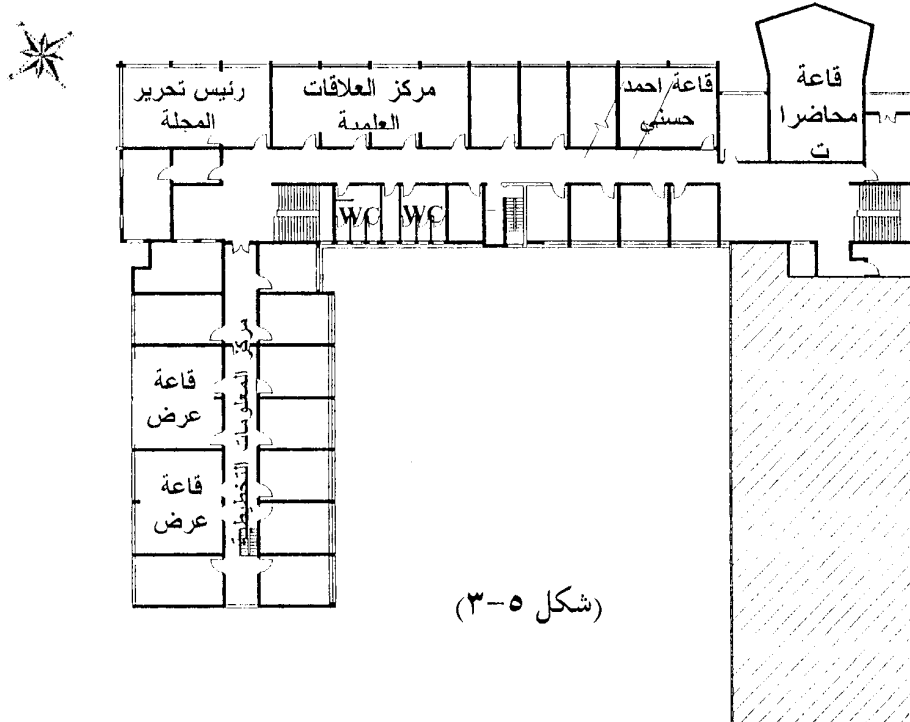 رئيس تحرير
المجلة
مركز العلاقات
العلمية
قاعة احمد
حسني
قاعة
محاضرا
ت
WC
WC
مركز المعلومات التخطيطية
قاعة
عرض
قاعة
عرض
(شكل ٥-٣)